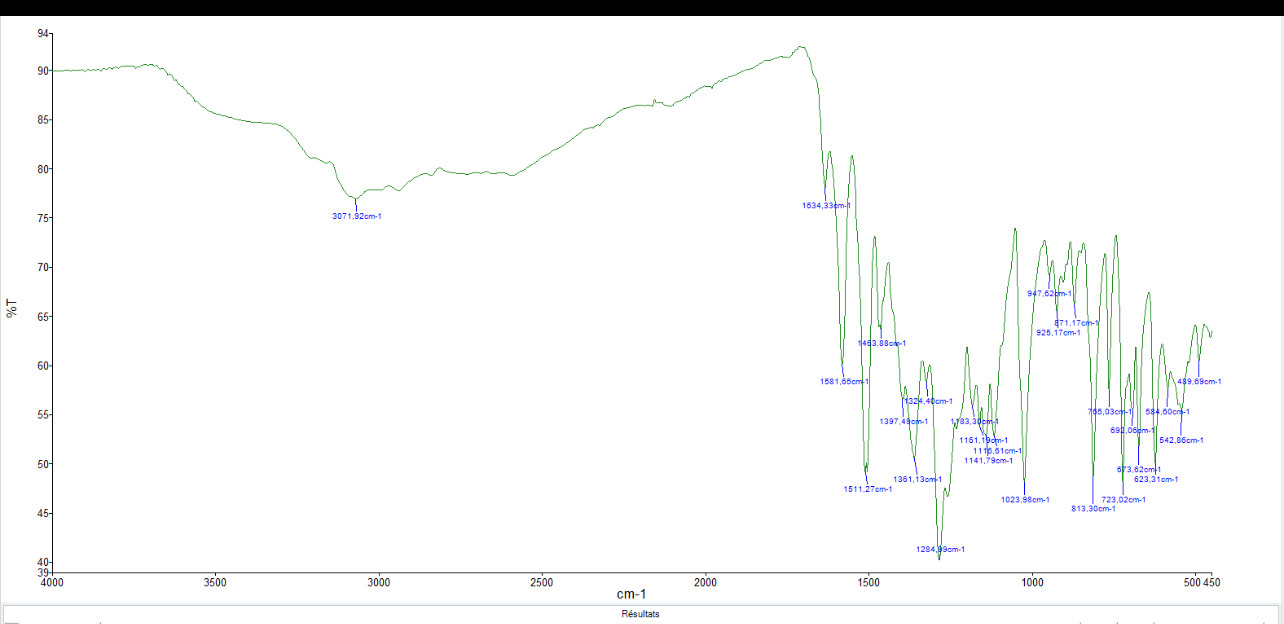 94
90
85
80
75
70
65
60
55
50
45
40
39
%T
3071,92cm-1
1634,33cm-1
1581,65cm-1
1511,27cm-1
1463,88cm-1
1397,49cm-1
1361,13cm-1
1324,40cm-1
1284,99cm-1
1183,30cm-1
1161,19cm-1
1141,79cm-1
1116,61cm-1
1023,98cm-1
947,62cm-1
925,17cm-1
871,17cm-1
813,30cm-1
765,03cm-1
723,02cm-1
692,06cm-1
673,62cm-1
623,31cm-1
584,60cm-1
542,86cm-1
489,69cm-1
4000 3500 3000 2500 2000 1500 1000 500 450
cm-1
Résultats